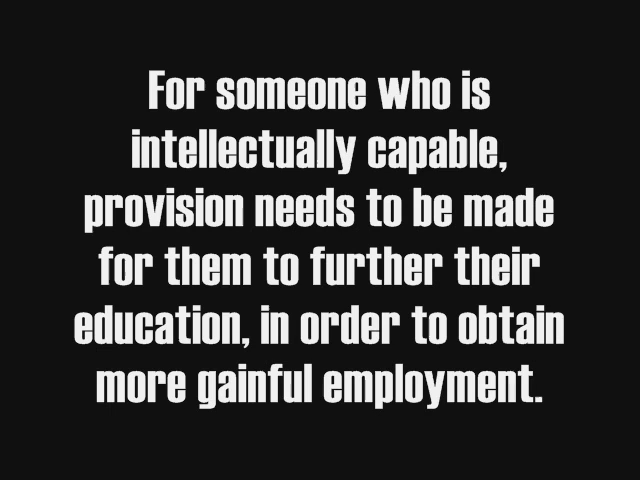 For someone who is
intellectually capable,
provision needs to be made
for them to further their
education, in order to obtain
more gainful employment.